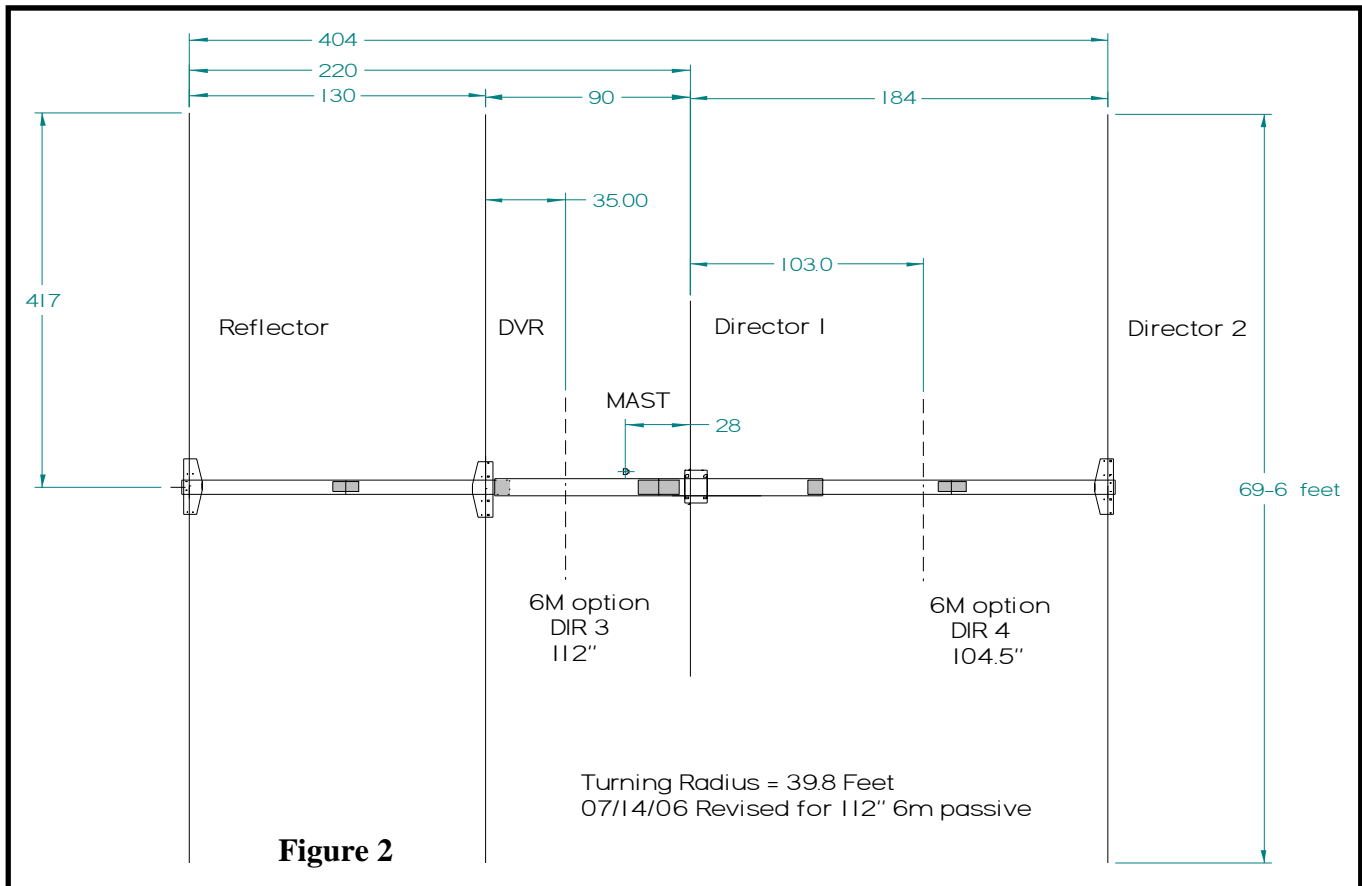 404
220
130
90
184
35.00
103.0
417
Reflector
DVR
Director 1
Director 2
MAST
28
69-6 feet
6M option
DIR 3
112"
6M option
DIR 4
104.5"
Turning Radius = 39.8 Feet
07/14/06 Revised for 112" 6m passive
Figure 2